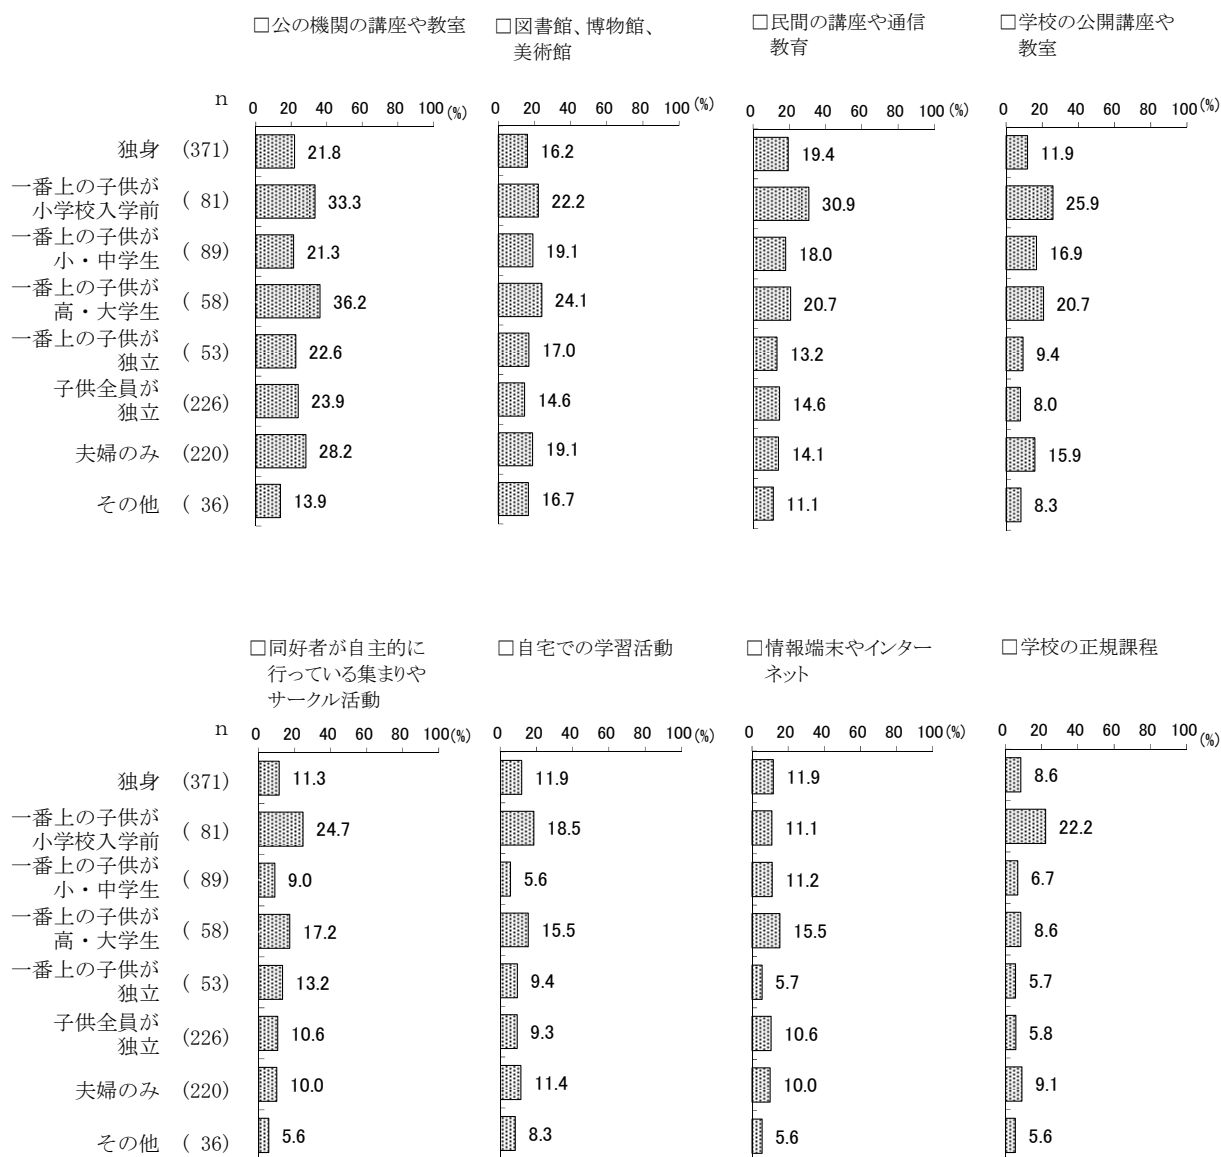 □公の機関の講座や教室
□図書館、博物館、
美術館
□民間の講座や通信
教育
□学校の公開講座や
教室
n
0 20 40 60 80 100(%)
0 20 40 60 80 100(%)
0 20 40 60 80 100(%)
0 20 40 60 80 100(%)
独身 (371) 21.8 16.2 19.4 11.9
一番上の子供が
小学校入学前 ( 81) 33.3 22.2 30.9 25.9
一番上の子供が
小・中学生 ( 89) 21.3 19.1 18.0 16.9
一番上の子供が
高・大学生 ( 58) 36.2 24.1 20.7 20.7
一番上の子供が
独立 ( 53) 22.6 17.0 13.2 9.4
子供全員が
独立 (226) 23.9 14.6 14.6 8.0
夫婦のみ (220) 28.2 19.1 14.1 15.9
その他 ( 36) 13.9 16.7 11.1 8.3
□同好者が自主的に
行っている集まりや
サークル活動
□自宅での学習活動
□情報端末やインター
ネット
□学校の正規課程
n
0 20 40 60 80 100(%)
0 20 40 60 80 100(%)
0 20 40 60 80 100(%)
0 20 40 60 80 100(%)
独身 (371) 11.3 11.9 11.9 8.6
一番上の子供が
小学校入学前 ( 81) 24.7 18.5 11.1 22.2
一番上の子供が
小・中学生 ( 89) 9.0 5.6 11.2 6.7
一番上の子供が
高・大学生 ( 58) 17.2 15.5 15.5 8.6
一番上の子供が
独立 ( 53) 13.2 9.4 5.7 5.7
子供全員が
独立 (226) 10.6 9.3 10.6 5.8
夫婦のみ (220) 10.0 11.4 10.0 9.1
その他 ( 36) 5.6 8.3 5.6 5.6